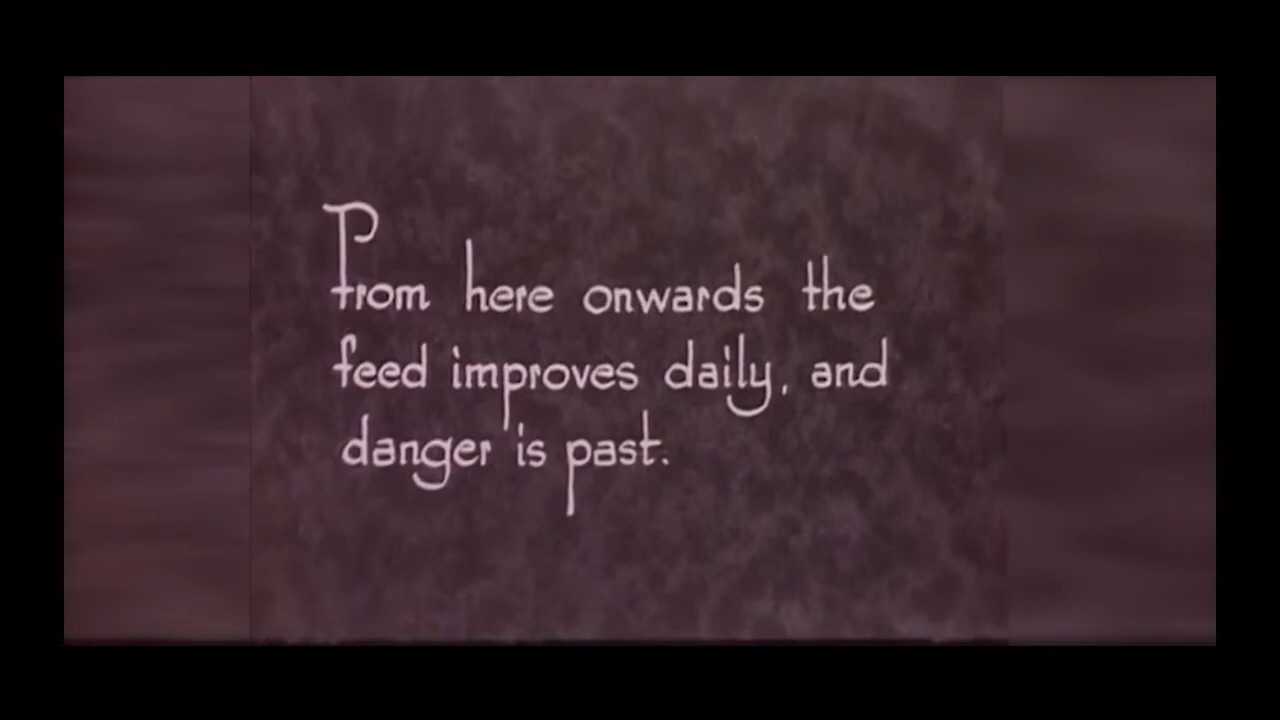 From here onwards the
feed improves daily, and
danger is past.